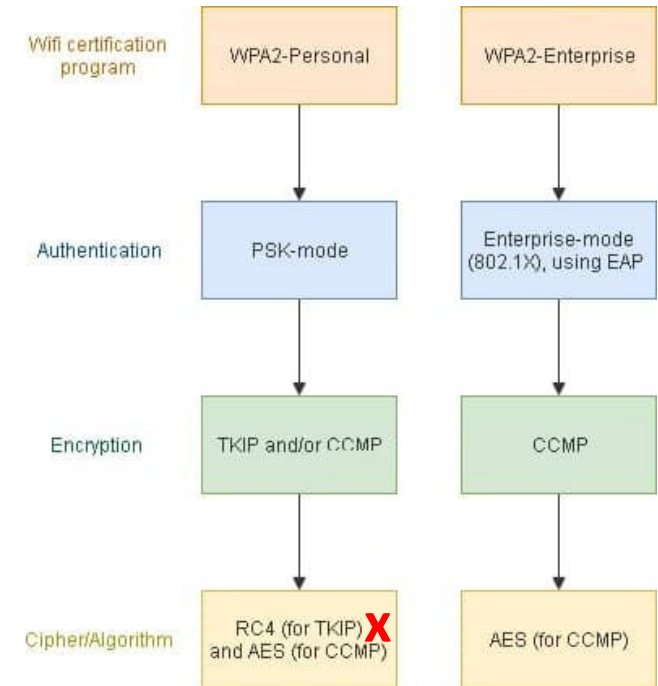 Wifi certification
program
WPA2-Personal
WPA2-Enterprise
Authentication
PSK-mode
Enterprise-mode
(802.1X), using EAP
Encryption
TKIP and/or CCMP
CCMP
Cipher/Algorithm
RC4 (for TKIP) X
and AES (for CCMP)
AES (for CCMP)